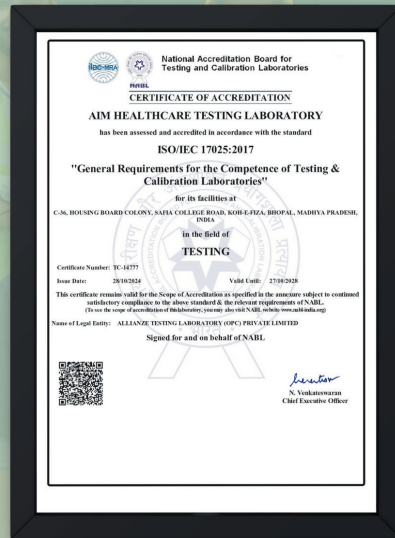 ilac-MRA
NABL
National Accreditation Board for
Testing and Calibration Laboratories
CERTIFICATE OF ACCREDITATION
AIM HEALTHCARE TESTING LABORATORY
has been assessed and accredited in accordance with the standard
ISO/IEC 17025:2017
"General Requirements for the Competence of Testing &
Calibration Laboratories"
for its facilities at
C-36, HOUSING BOARD COLONY, SAFIA COLLEGE ROAD, KOH-E-FIZA, BHOPAL, MADHYA PRADESH,
INDIA
in the field of
TESTING
Certificate Number: TC-14777
Issue Date: 28/10/2024 Valid Until: 27/10/2028
This certificate remains valid for the Scope of Accreditation as specified in the annexure subject to continued
satisfactory compliance to the above standard & the relevant requirements of NABL.
(To see the scope of accreditation of this laboratory, you may also visit NABL website www.nabl-india.org)
Name of Legal Entity: ALLIANZE TESTING LABORATORY (OPC) PRIVATE LIMITED
Signed for and on behalf of NABL
N. Venkateswaran
Chief Executive Officer